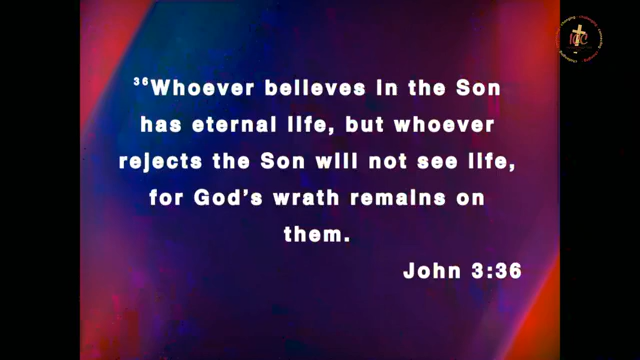 ³⁶Whoever believes in the Son
has eternal life, but whoever
rejects the Son will not see life,
for God's wrath remains on
them.
John 3:36